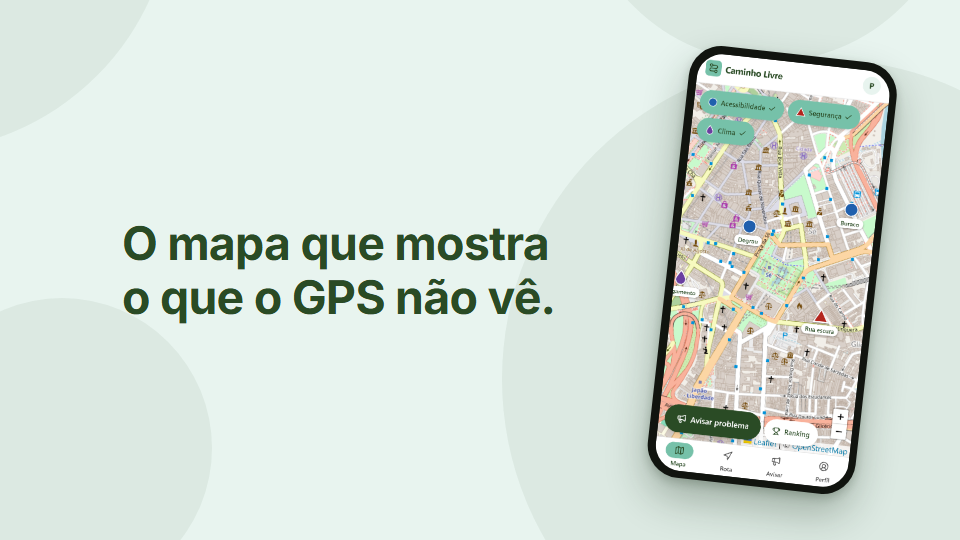 O mapa que mostra
o que o GPS não vê.
Caminho Livre
P
Acessibilidade
Segurança
Clima
Buraco
Degrau
Rua escura
Avisar problema
Ranking
+
−
Leaflet | © OpenStreetMap
Mapa
Rota
Avisar
Perfil